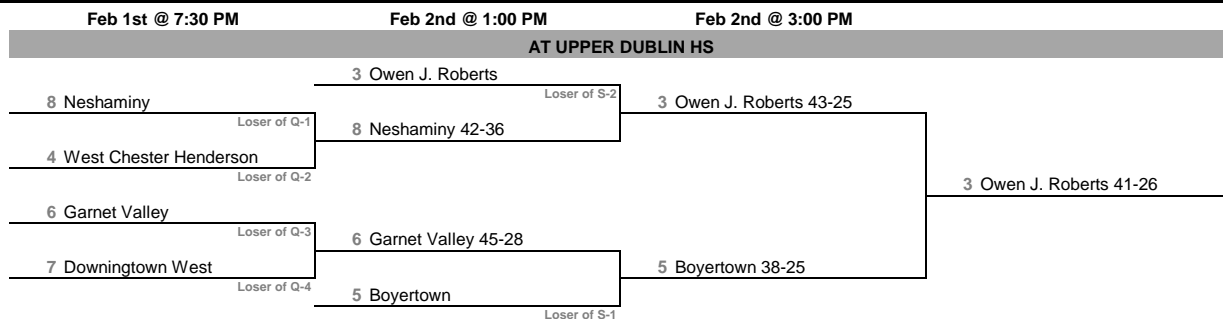 Feb 1st @ 7:30 PM Feb 2nd @ 1:00 PM Feb 2nd @ 3:00 PM
AT UPPER DUBLIN HS
3 Owen J. Roberts
Loser of S-2
8 Neshaminy
3 Owen J. Roberts 43-25
Loser of Q-1
8 Neshaminy 42-36
4 West Chester Henderson
Loser of Q-2
3 Owen J. Roberts 41-26
6 Garnet Valley
Loser of Q-3
6 Garnet Valley 45-28
7 Downingtown West
5 Boyertown 38-25
Loser of Q-4
5 Boyertown
Loser of S-1